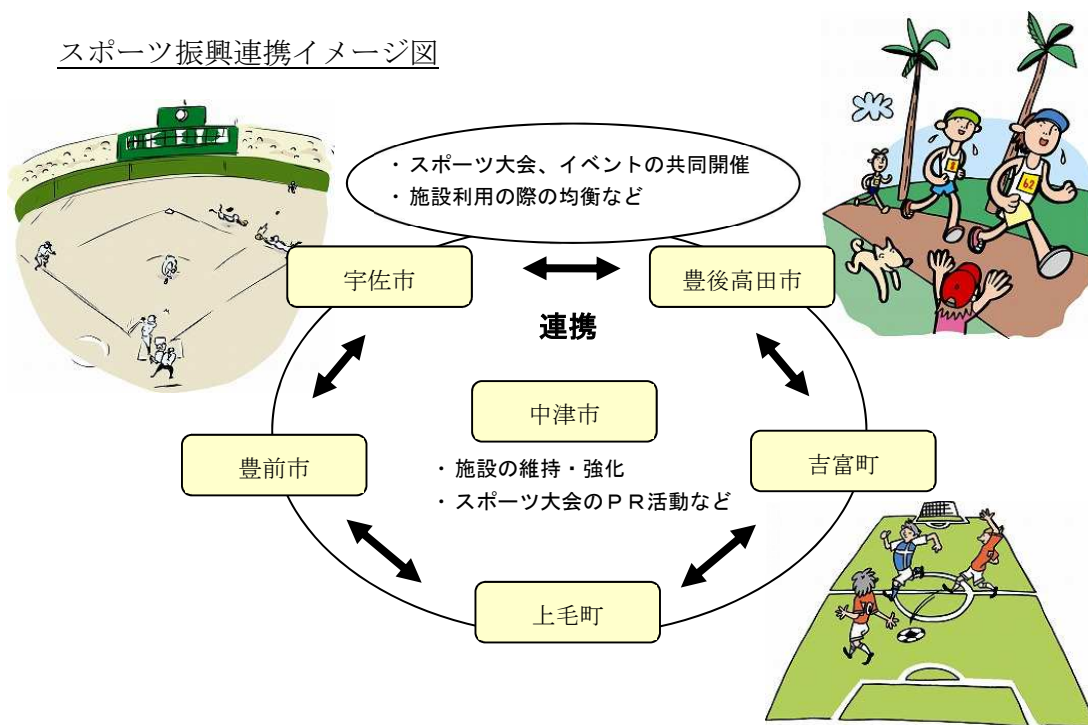 スポーツ振興連携イメージ図
・スポーツ大会、イベントの共同開催
・施設利用の際の均衡など
宇佐市
豊後高田市
連携
中津市
豊前市
吉富町
・施設の維持・強化
・スポーツ大会のＰＲ活動など
上毛町
8
62